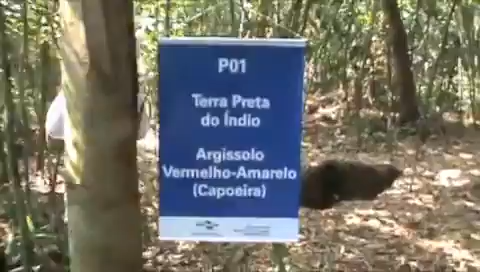 P01
Terra Preta
do Índio
Argissolo
Vermelho-Amarelo
(Capoeira)